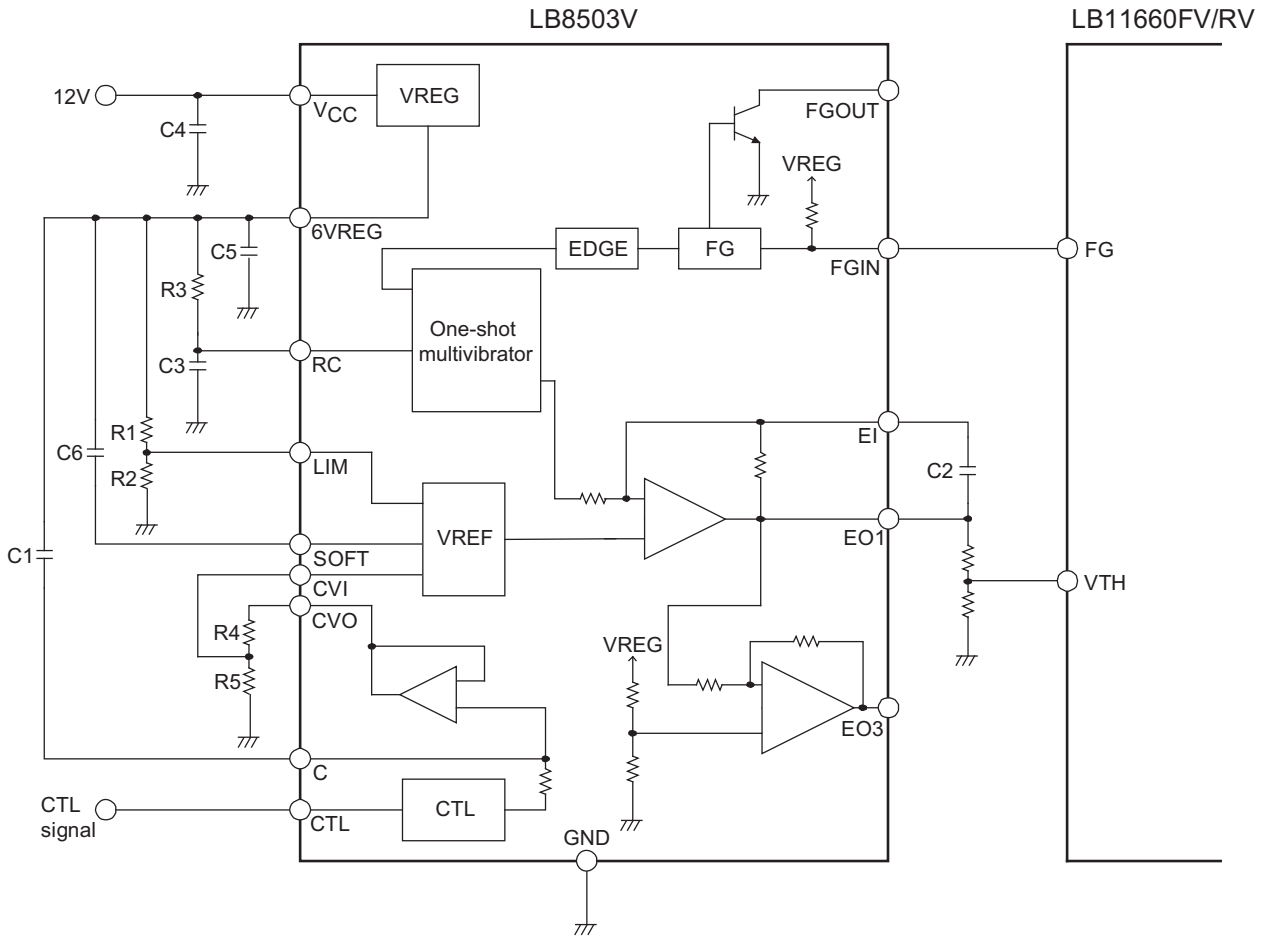 LB8503V
LB11660FV/RV
12V
VCC
VREG
FGOUT
C4
VREG
6VREG
C5
EDGE
FG
FGIN
FG
R3
One-shot
multivibrator
RC
C3
R1
EI
C6
LIM
R2
C2
VREF
EO1
C1
SOFT
CVI
VTH
CVO
R4
VREG
R5
EO3
C
CTL
signal
CTL
CTL
GND